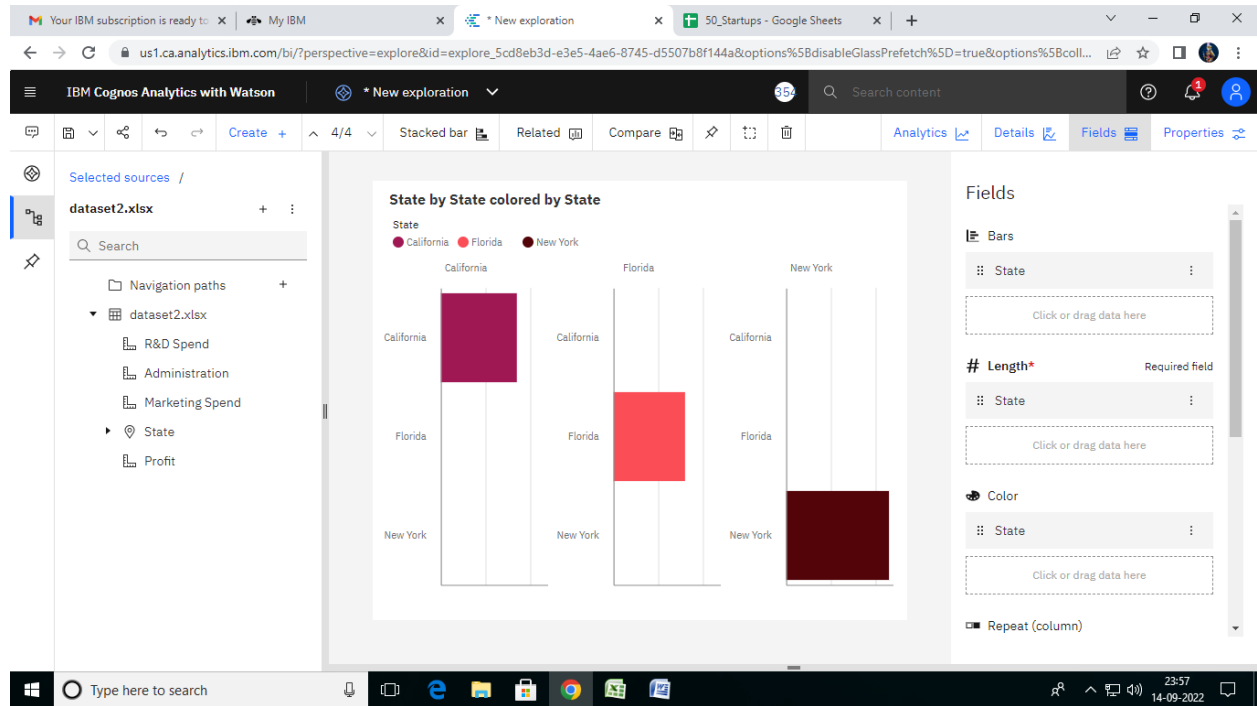 Your IBM subscription is ready to
My IBM
* New exploration
50_Startups - Google Sheets
us1.ca.analytics.ibm.com/bi/?perspective=explore&id=explore_5cd8eb3d-e3e5-4ae6-8745-d5507b8f144a&options%5BdisableGlassPrefetch%5D=true&options%5Bcoll...
IBM Cognos Analytics with Watson
* New exploration
354
Search content
1
Create +
4/4
Stacked bar
Related
Compare
Analytics
Details
Fields
Properties
Selected sources /
dataset2.xlsx
Search
Navigation paths
dataset2.xlsx
R&D Spend
Administration
Marketing Spend
State
Profit
State by State colored by State
State
California Florida New York
California Florida New York
California California California
Florida Florida Florida
New York New York New York
Fields
Bars
State
Click or drag data here
# Length* Required field
State
Click or drag data here
Color
State
Click or drag data here
Repeat (column)
Type here to search
23:57
14-09-2022